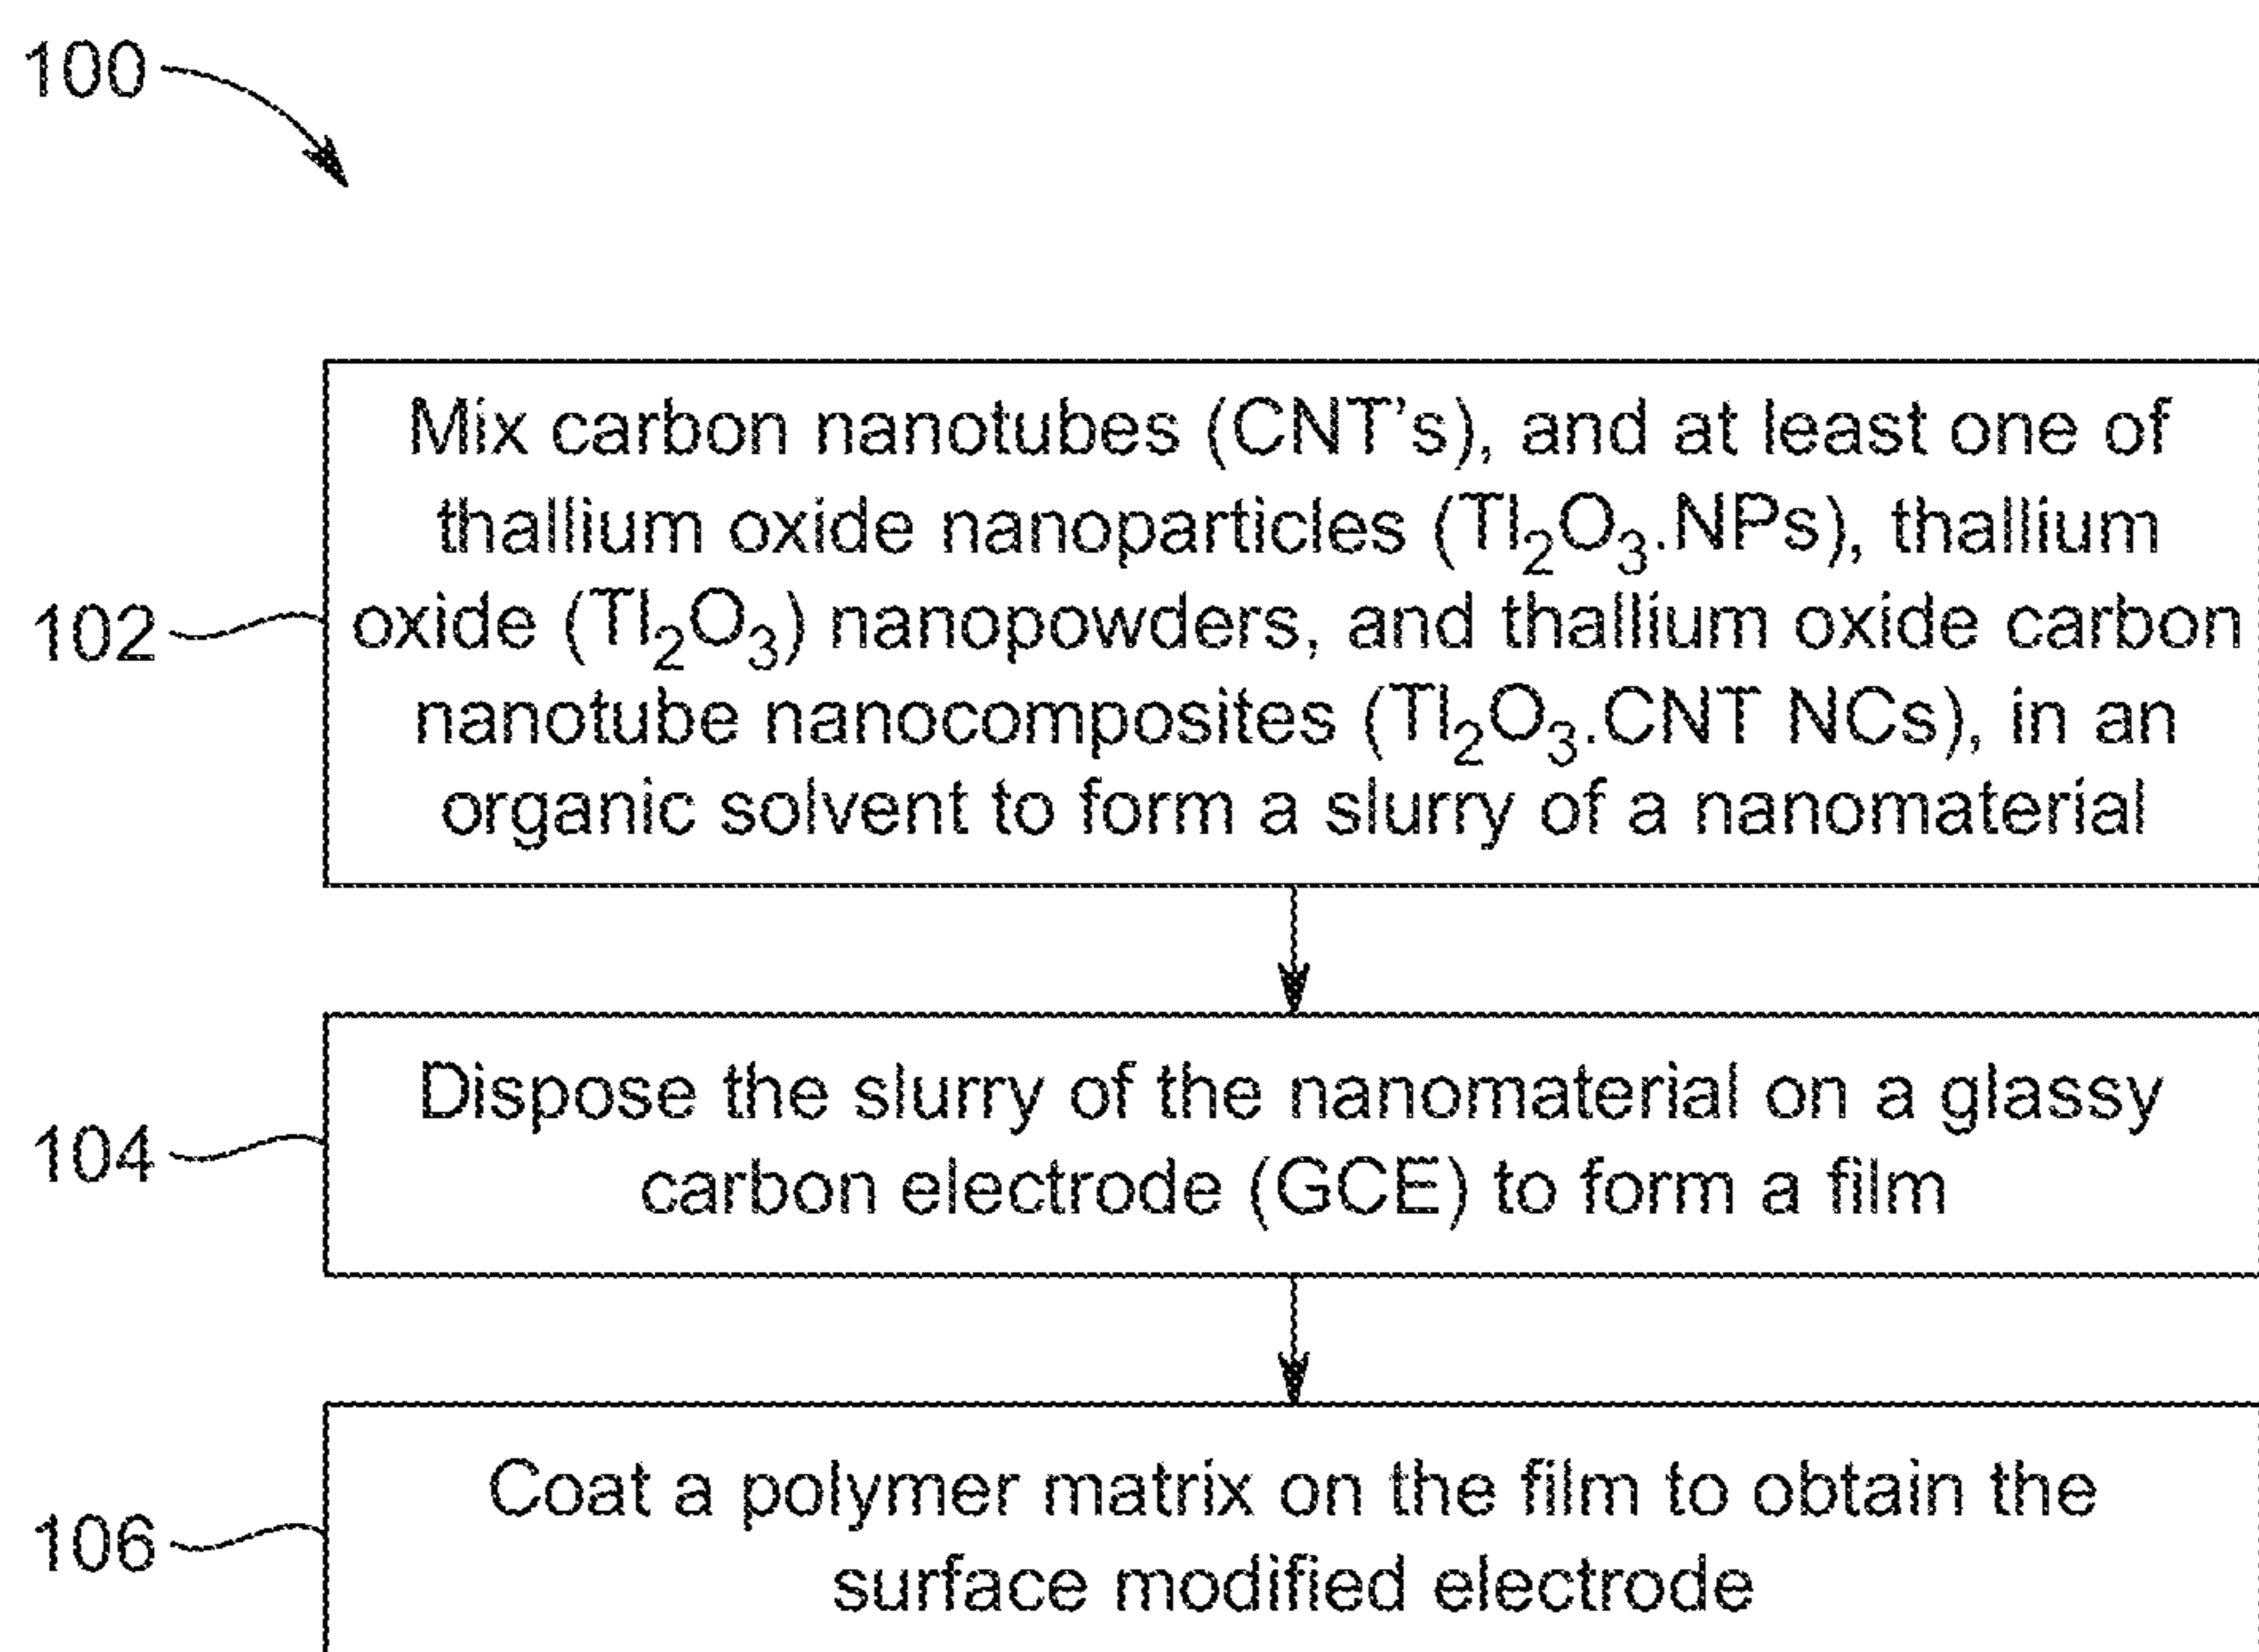 100
Mix carbon nanotubes (CNT's), and at least one of
thallium oxide nanoparticles (Tl₂O₃.NPs), thallium
102 oxide (Tl₂O₃) nanopowders, and thallium oxide carbon
nanotube nanocomposites (Tl₂O₃.CNT NCs), in an
organic solvent to form a slurry of a nanomaterial
Dispose the slurry of the nanomaterial on a glassy
104 carbon electrode (GCE) to form a film
Coat a polymer matrix on the film to obtain the
106 surface modified electrode